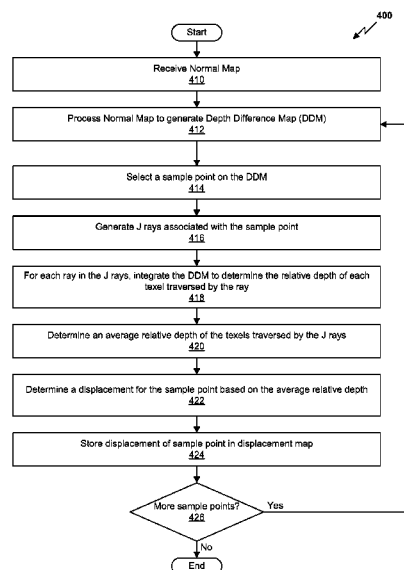 400
Start
Receive Normal Map
410
Process Normal Map to generate Depth Difference Map (DDM)
412
Select a sample point on the DDM
414
Generate J rays associated with the sample point
416
For each ray in the J rays, integrate the DDM to determine the relative depth of each
texel traversed by the ray
418
Determine an average relative depth of the texels traversed by the J rays
420
Determine a displacement for the sample point based on the average relative depth
422
Store displacement of sample point in displacement map
424
More sample points?
426
Yes
No
End